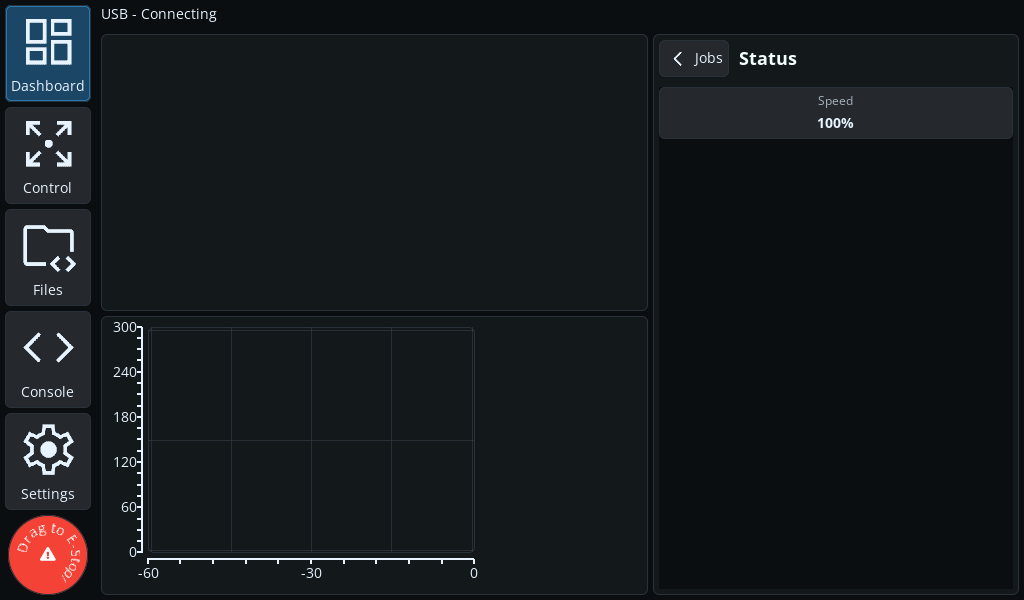 USB - Connecting
Dashboard
Control
Files
Console
Settings
Drag to E-Stop!
300
240
180
120
60
0
-60 -30 0
Jobs Status
Speed
100%